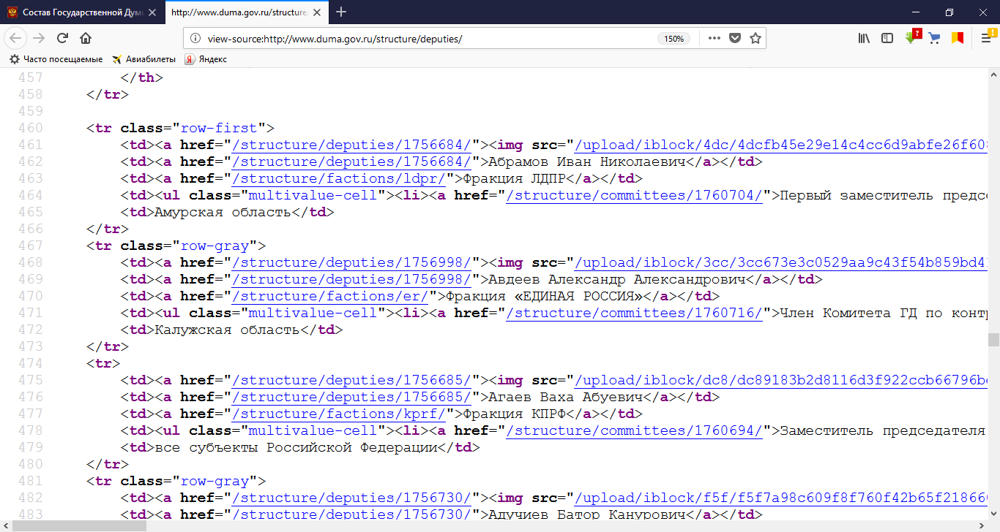 Состав Государственной Дум
http://www.duma.gov.ru/structure
view-source:http://www.duma.gov.ru/structure/deputies/ 150%
Часто посещаемые Авиабилеты Яндекс
457 </th>
458 </tr>
459
460 <tr class="row-first">
461 <td><a href="/structure/deputies/1756684/"><img src="/upload/iblock/4dc/4dcfb45e29e14c4cc6d9abfe26f608
462 <td><a href="/structure/deputies/1756684/">Абрамов Иван Николаевич</a></td>
463 <td><a href="/structure/factions/ldpr/">Фракция ЛДПР</a></td>
464 <td><ul class="multivalue-cell"><li><a href="/structure/committees/1760704/">Первый заместитель предсе
465 <td>Амурская область</td>
466 </tr>
467 <tr class="row-gray">
468 <td><a href="/structure/deputies/1756998/"><img src="/upload/iblock/3cc/3cc673e3c0529aa9c43f54b859bd4
469 <td><a href="/structure/deputies/1756998/">Авдеев Александр Александрович</a></td>
470 <td><a href="/structure/factions/er/">Фракция «ЕДИНАЯ РОССИЯ»</a></td>
471 <td><ul class="multivalue-cell"><li><a href="/structure/committees/1760716/">Член Комитета ГД по контр
472 <td>Калужская область</td>
473 </tr>
474 <tr>
475 <td><a href="/structure/deputies/1756685/"><img src="/upload/iblock/dc8/dc89183b2d8116d3f922ccb66796b
476 <td><a href="/structure/deputies/1756685/">Агаев Ваха Абуевич</a></td>
477 <td><a href="/structure/factions/kprf/">Фракция КПРФ</a></td>
478 <td><ul class="multivalue-cell"><li><a href="/structure/committees/1760694/">Заместитель председателя
479 <td>все субъекты Российской Федерации</td>
480 </tr>
481 <tr class="row-gray">
482 <td><a href="/structure/deputies/1756730/"><img src="/upload/iblock/f5f/f5f7a98c609f8f760f42b65f21866
483 <td><a href="/structure/deputies/1756730/">Адучиев Батор Канурович</a></td>